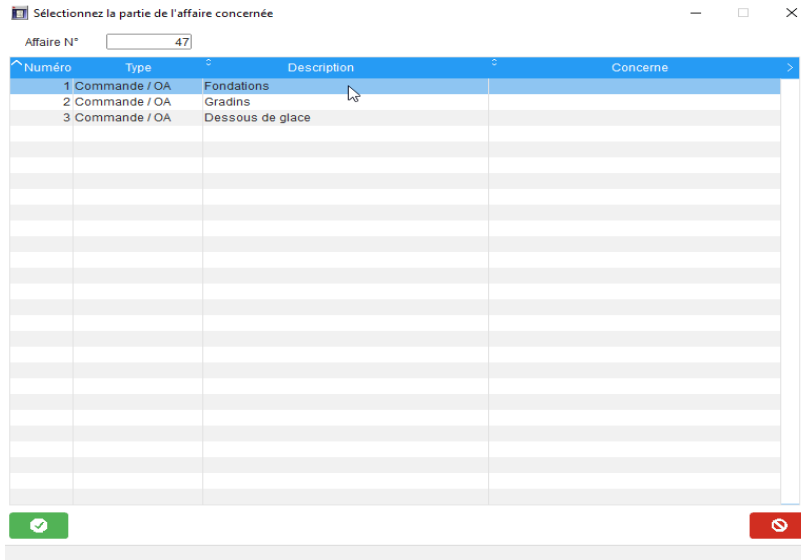 Sélectionnez la partie de l'affaire concernée
Affaire N° 47
Numéro Type Description Concerne
1 Commande / OA Fondations
2 Commande / OA Gradins
3 Commande / OA Dessous de glace